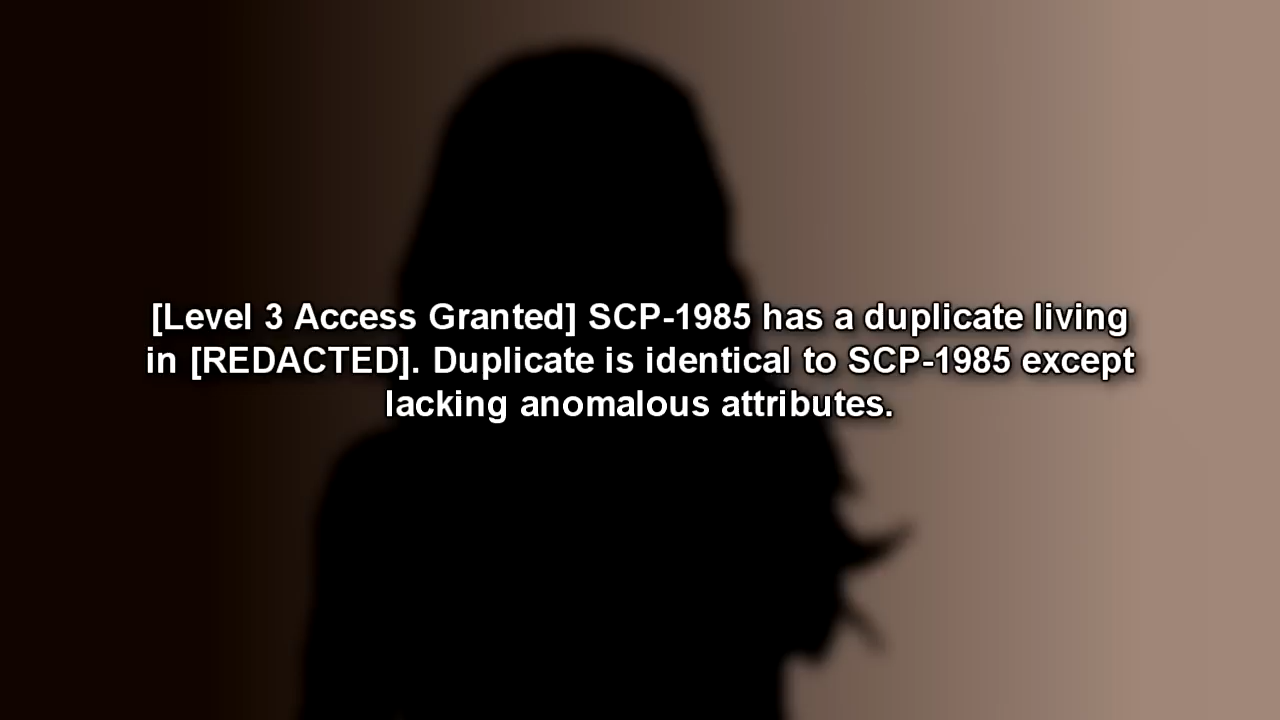 [Level 3 Access Granted] SCP-1985 has a duplicate living
in [REDACTED]. Duplicate is identical to SCP-1985 except
lacking anomalous attributes.